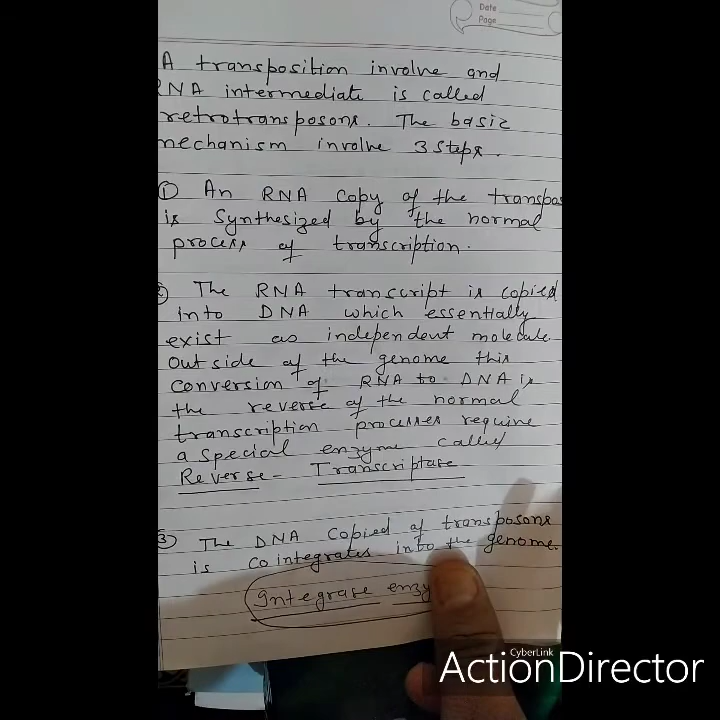 Date
Page
A transposition involve and
RNA intermediate is called
retrotransposons. The basic
mechanism involve 3 steps.
① An RNA copy of the transpos
is synthesized by the normal
process of transcription.
② The RNA transcript is copied
into DNA which essentially
exist as independent molecule
outside of the genome this
conversion of RNA to DNA is
the reverse of the normal
transcription processes require
a special enzyme called
Reverse - Transcriptase
③ The DNA copied of transposons
is cointegrates into the genome.
Integrase enzy
CyberLink
ActionDirector